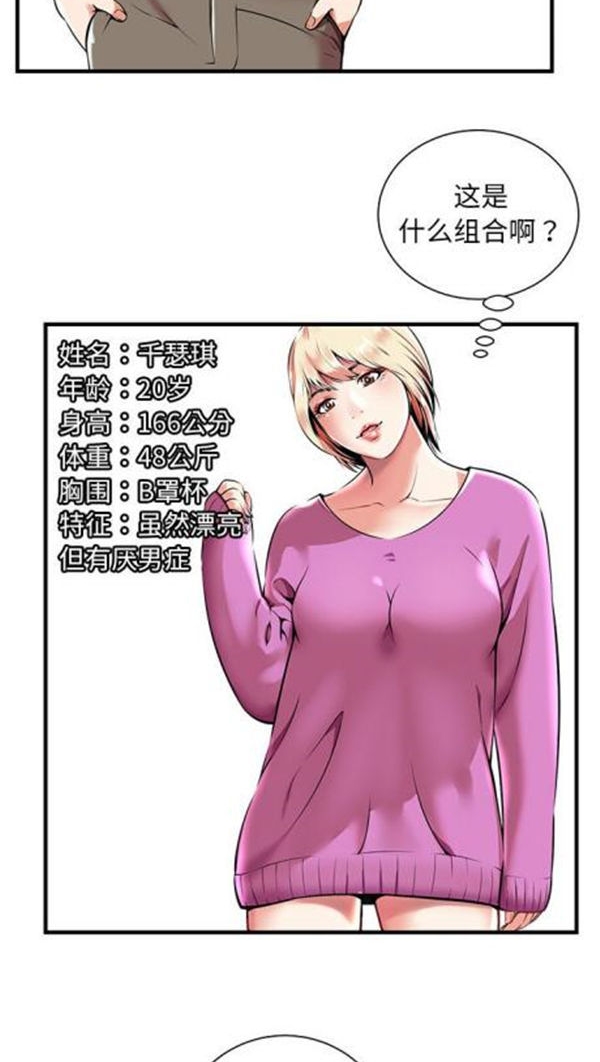 这是
什么组合啊？
姓名：千瑟琪
年龄：20岁
身高：166公分
体重：48公斤
胸围：B罩杯
特征：虽然漂亮
但有厌男症